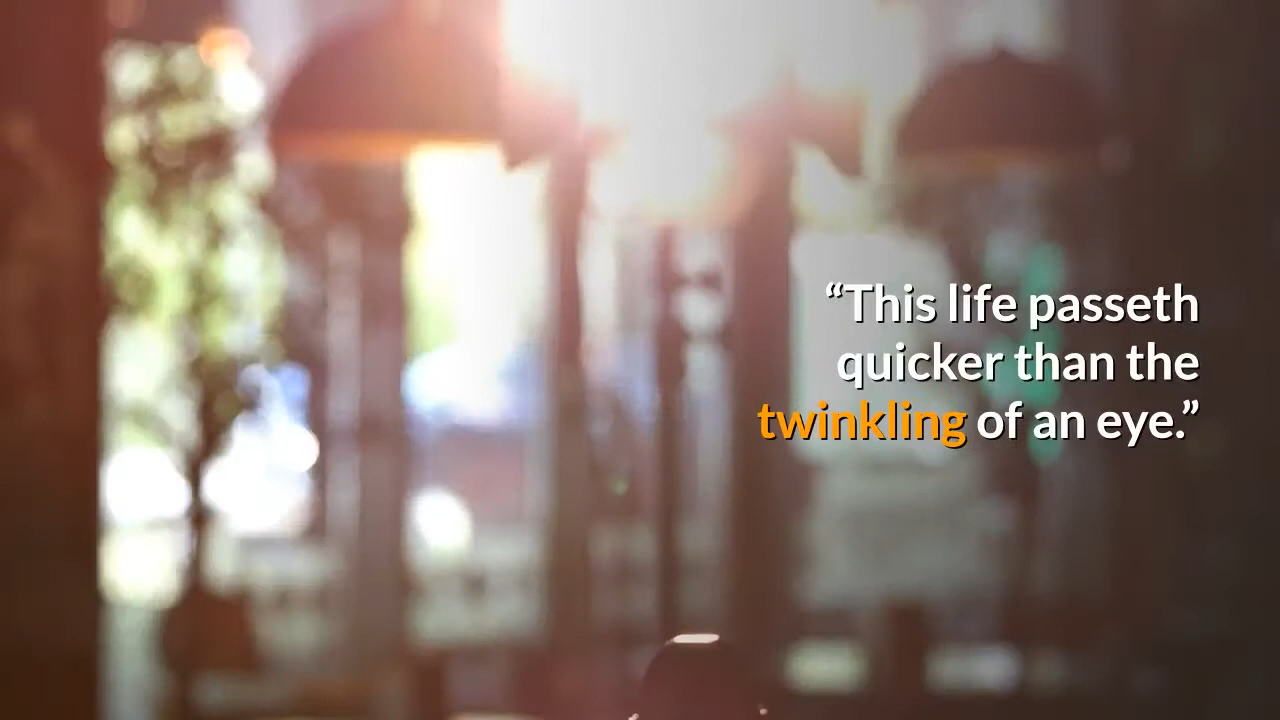 “This life passeth
quicker than the
twinkling of an eye.”